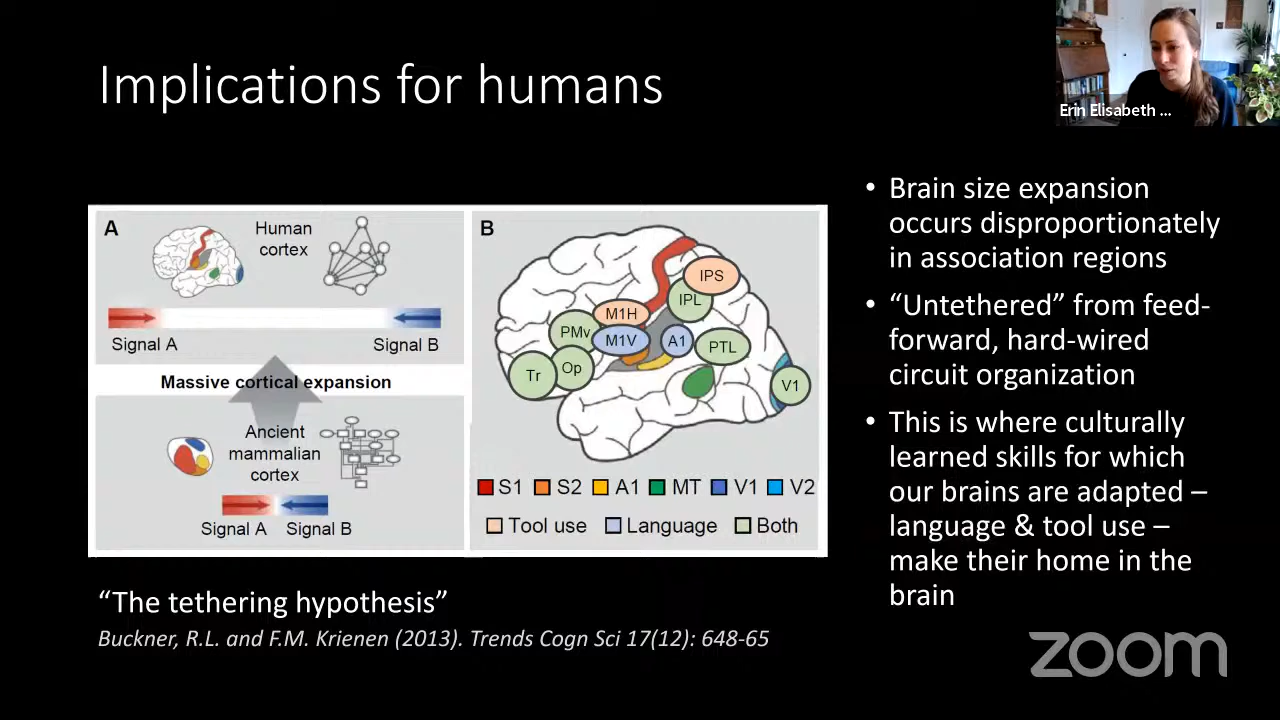 Implications for humans
Erin Elisabeth ...
A
Human
cortex
Signal A
Signal B
Massive cortical expansion
Ancient
mammalian
cortex
Signal A
Signal B
B
IPS
IPL
M1H
PMv
M1V
A1
PTL
Tr
Op
V1
S1
S2
A1
MT
V1
V2
Tool use
Language
Both
“The tethering hypothesis”
Buckner, R.L. and F.M. Krienen (2013). Trends Cogn Sci 17(12): 648-65
• Brain size expansion
occurs disproportionately
in association regions
• “Untethered” from feed-
forward, hard-wired
circuit organization
• This is where culturally
learned skills for which
our brains are adapted –
language & tool use –
make their home in the
brain
zoom